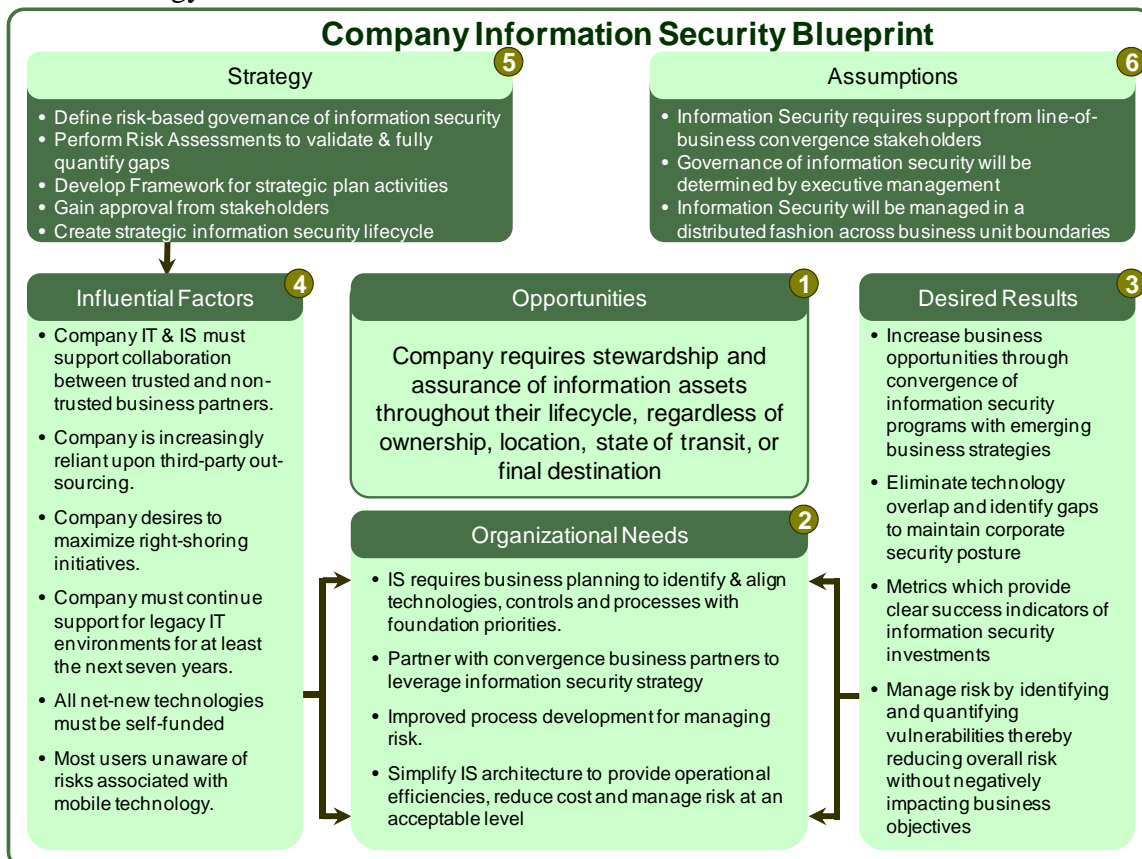 Company Information Security Blueprint
5
Strategy
• Define risk-based governance of information security
• Perform Risk Assessments to validate & fully
quantify gaps
• Develop Framework for strategic plan activities
• Gain approval from stakeholders
• Create strategic information security lifecycle
6
Assumptions
• Information Security requires support from line-of-
business convergence stakeholders
• Governance of information security will be
determined by executive management
• Information Security will be managed in a
distributed fashion across business unit boundaries
4
Influential Factors
• Company IT & IS must
support collaboration
between trusted and non-
trusted business partners.
• Company is increasingly
reliant upon third-party out-
sourcing.
• Company desires to
maximize right-shoring
initiatives.
• Company must continue
support for legacy IT
environments for at least
the next seven years.
• All net-new technologies
must be self-funded
• Most users unaware of
risks associated with
mobile technology.
1
Opportunities
Company requires stewardship and
assurance of information assets
throughout their lifecycle, regardless of
ownership, location, state of transit, or
final destination
2
Organizational Needs
• IS requires business planning to identify & align
technologies, controls and processes with
foundation priorities.
• Partner with convergence business partners to
leverage information security strategy
• Improved process development for managing
risk.
• Simplify IS architecture to provide operational
efficiencies, reduce cost and manage risk at an
acceptable level
3
Desired Results
• Increase business
opportunities through
convergence of
information security
programs with emerging
business strategies
• Eliminate technology
overlap and identify gaps
to maintain corporate
security posture
• Metrics which provide
clear success indicators of
information security
investments
• Manage risk by identifying
and quantifying
vulnerabilities thereby
reducing overall risk
without negatively
impacting business
objectives